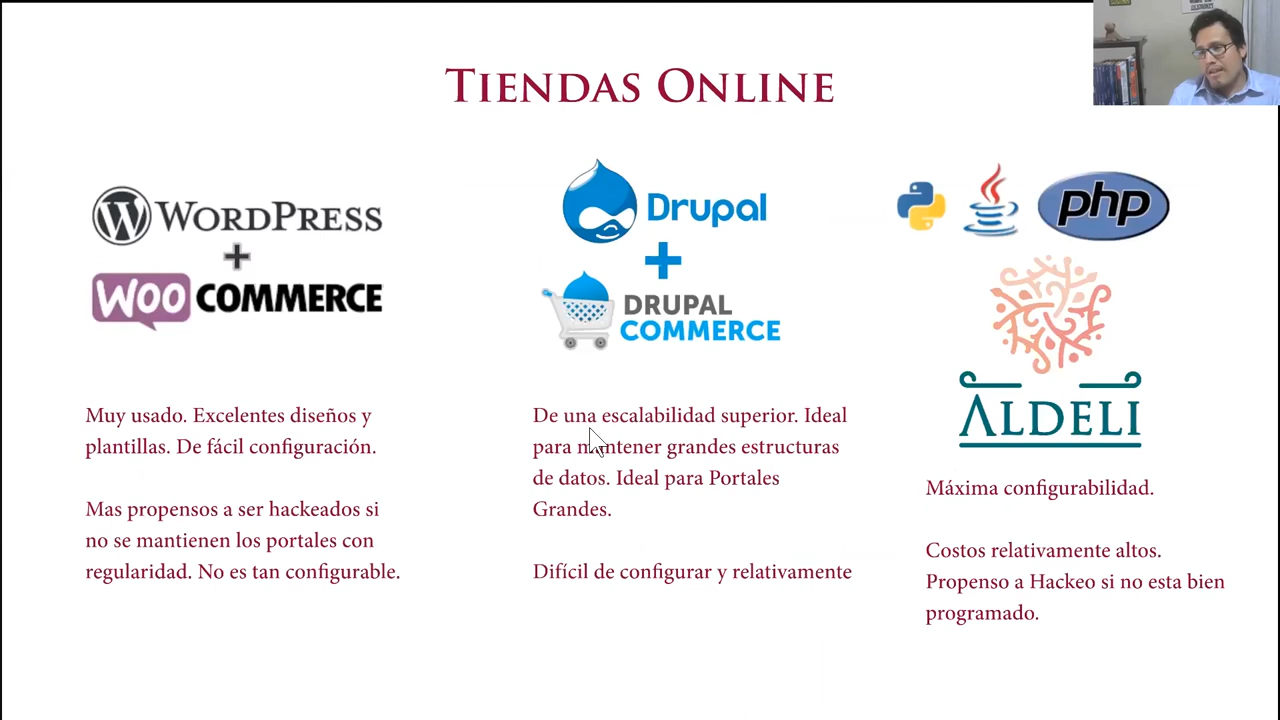 TIENDAS ONLINE
WORDPRESS
+
WOO COMMERCE
Muy usado. Excelentes diseños y
plantillas. De fácil configuración.
Mas propensos a ser hackeados si
no se mantienen los portales con
regularidad. No es tan configurable.
Drupal
+
DRUPAL
COMMERCE
De una escalabilidad superior. Ideal
para mantener grandes estructuras
de datos. Ideal para Portales
Grandes.
Difícil de configurar y relativamente
php
ALDELI
Máxima configurabilidad.
Costos relativamente altos.
Propenso a Hackeo si no esta bien
programado.